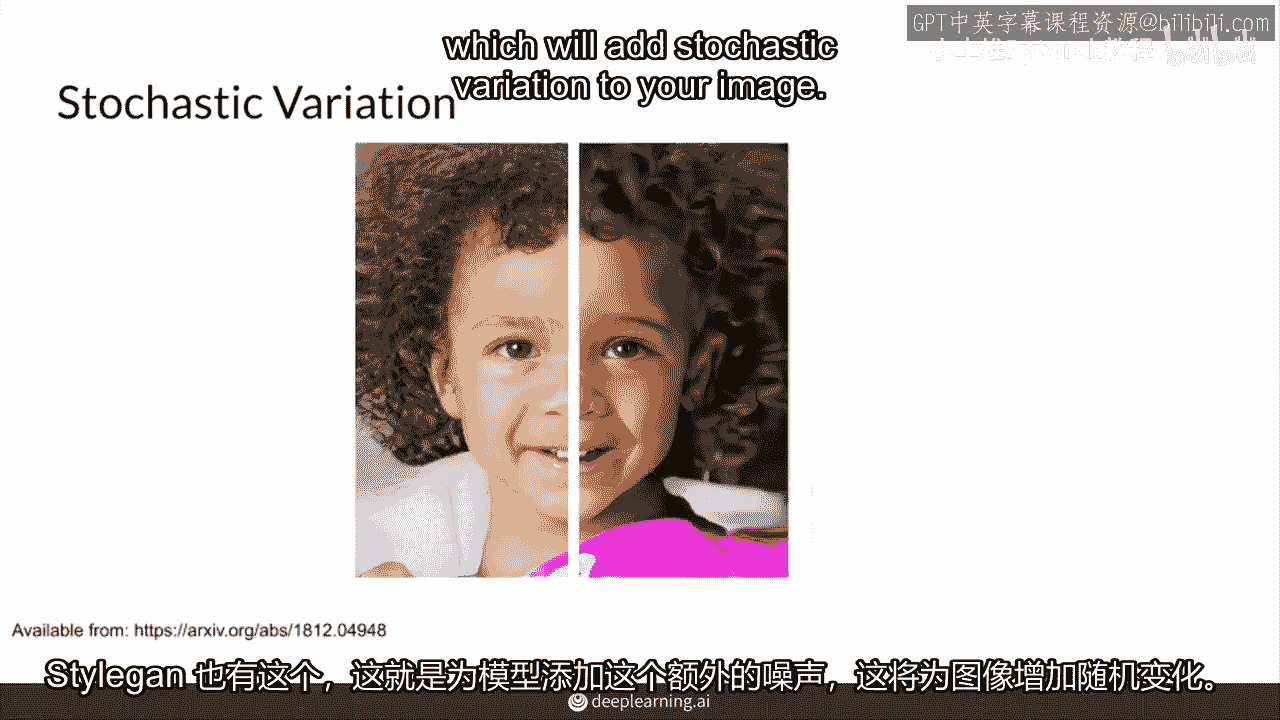 GPT中英字幕课程资源@bilibili.com
which will add stochastic
variation to your image.
Stochastic Variation
Available from: https://arxiv.org/abs/1812.04948
Stylegan 也有这个，这就是为模型添加这个额外的噪声，这将为图像增加随机变化。
deeplearning.ai